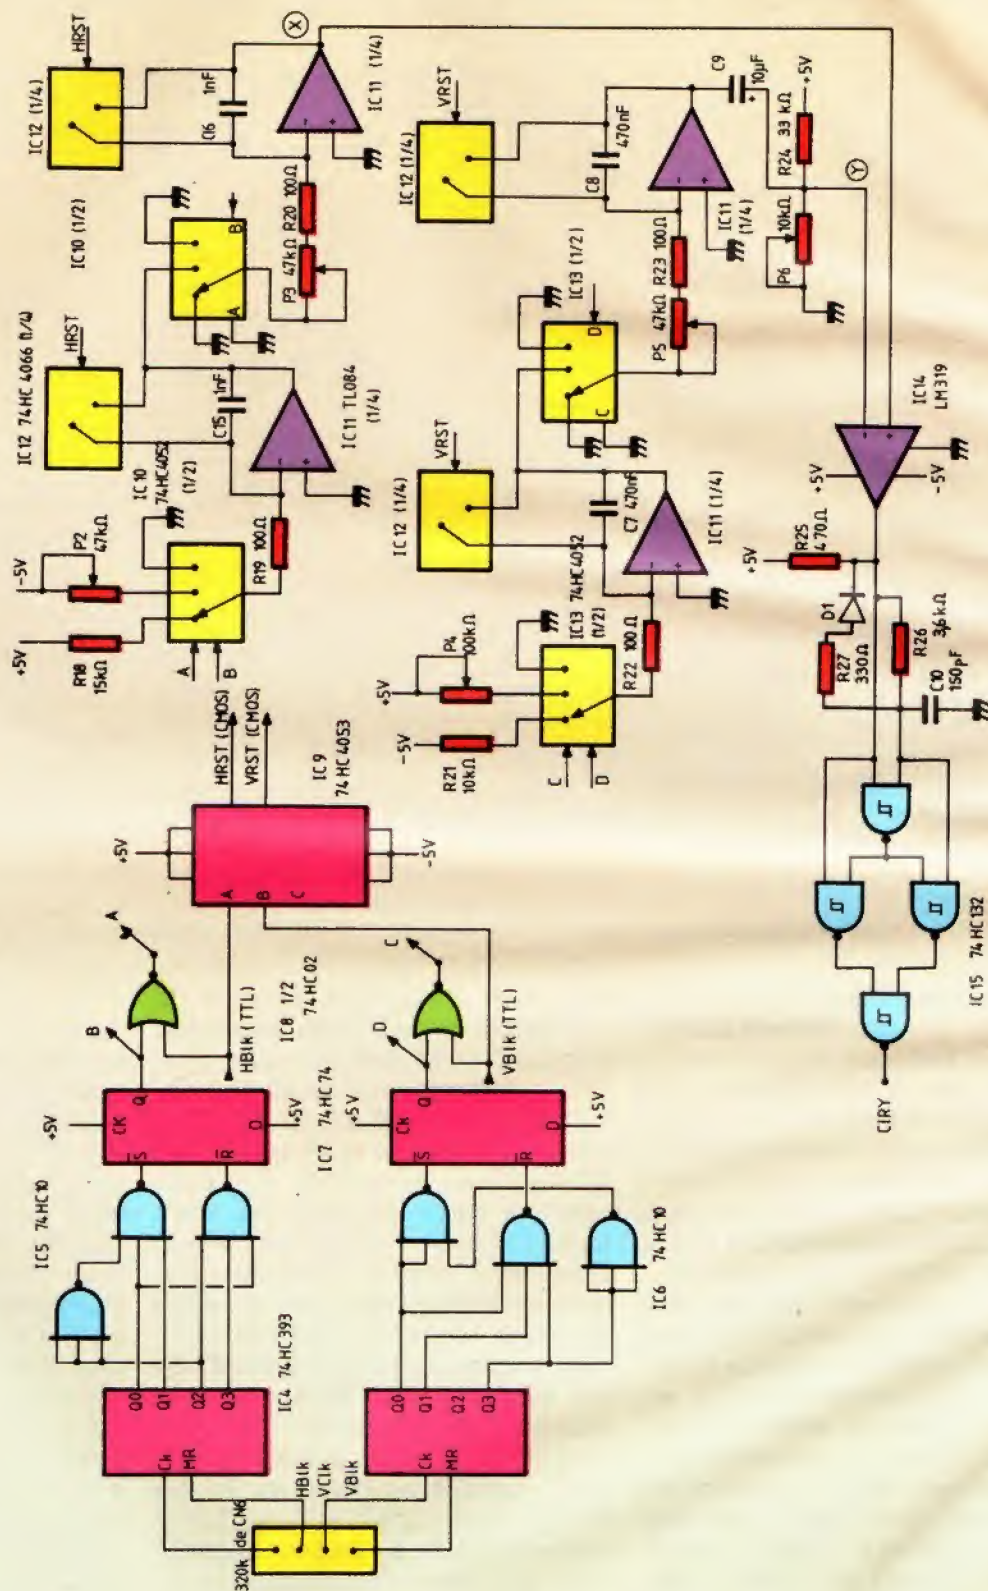 320k de CN6
HBlk
VClk
VBlk
Ck
MR
Q0
Q1
Q2
Q3
IC4 74HC393
Ck
MR
Q0
Q1
Q2
Q3
IC5 74HC10
IC6 74HC10
+5V
CK
S
R
Q
D
+5V
IC7 74HC74
+5V
Ck
S
R
Q
D
+5V
B
A
HBlk (TTL)
IC8 1/2
74HC02
D
C
VBlk (TTL)
+5V
A
B
C
-5V
IC9
74HC4053
HRST (CMOS)
VRST (CMOS)
+5V
-5V
R18
15kΩ
P2
47kΩ
A
B
IC10
74HC4052
(1/2)
R19 100Ω
IC12 74HC 4066 (1/4)
HRST
C15
1nF
IC11 TL084
(1/4)
IC10 (1/2)
A
B
P3 47kΩ
R20 100Ω
IC12 (1/4)
HRST
C16
1nF
IC11 (1/4)
X
-5V
+5V
R21
10kΩ
P4
100kΩ
C
D
IC13 74HC4052
(1/2)
R22 100Ω
IC12 (1/4)
VRST
C7 470nF
IC11 (1/4)
IC13 (1/2)
C
D
P5 47kΩ
R23 100Ω
IC12 (1/4)
VRST
C8
470nF
IC11
(1/4)
C9
+ 10µF
P6
10kΩ
R24 33 kΩ
+5V
Y
IC14
LM319
+5V
-5V
+5V
R25
470Ω
D1
R27
330Ω
R26
3,6kΩ
C10
150pF
IC15 74HC132
CIRY